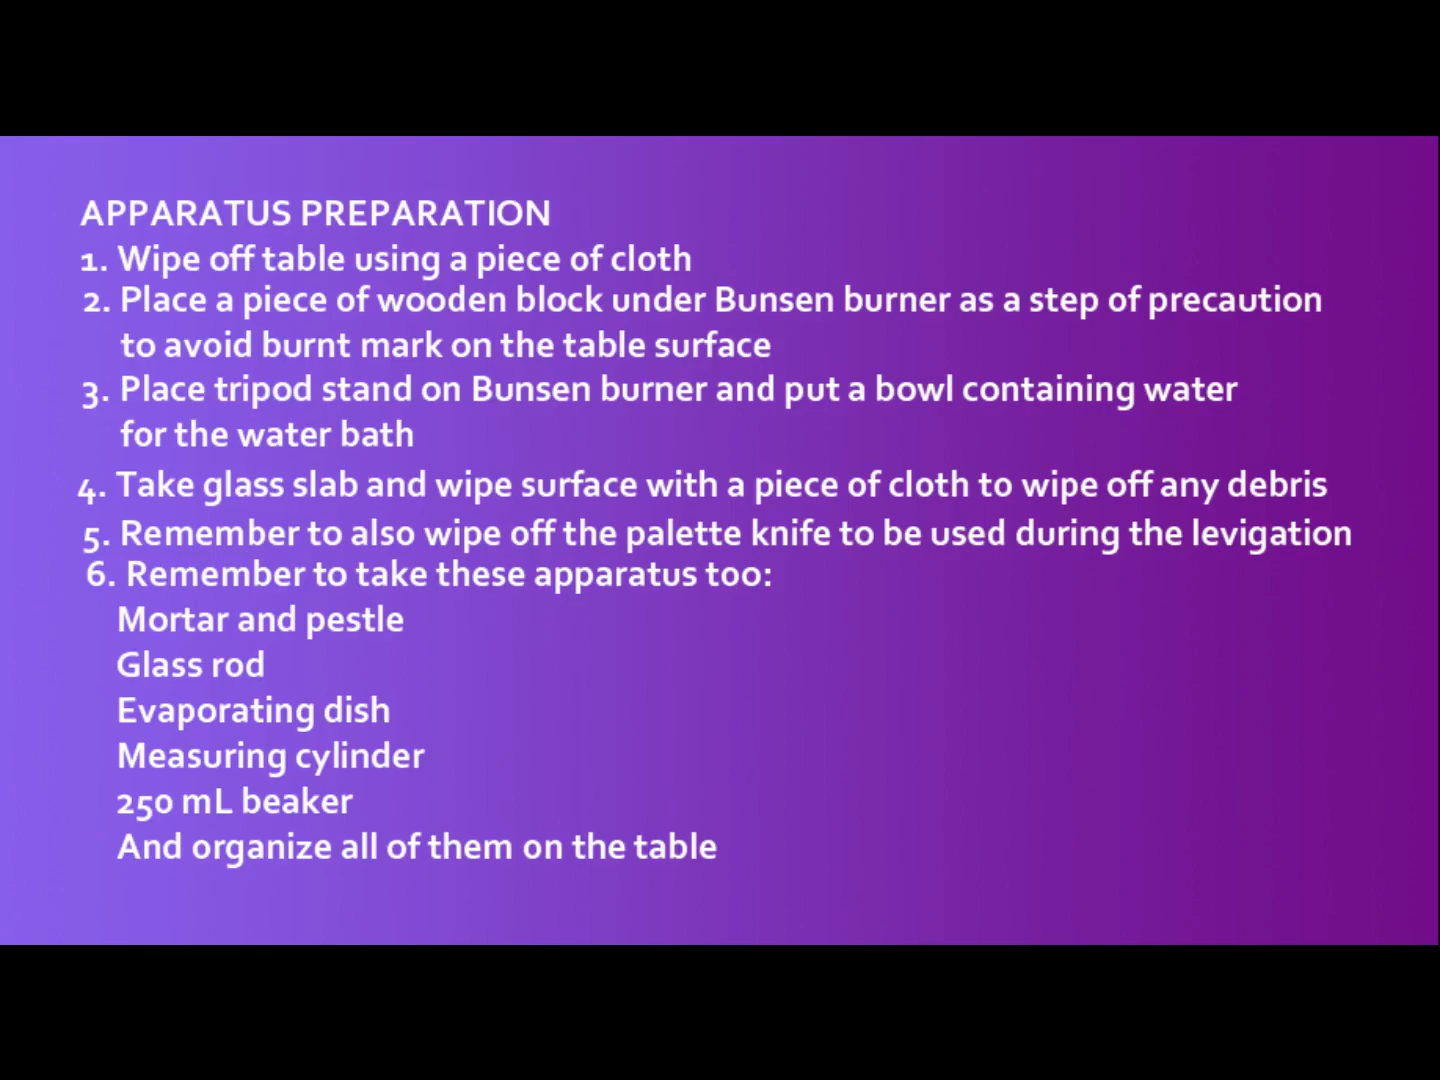 APPARATUS PREPARATION
1. Wipe off table using a piece of cloth
2. Place a piece of wooden block under Bunsen burner as a step of precaution
to avoid burnt mark on the table surface
3. Place tripod stand on Bunsen burner and put a bowl containing water
for the water bath
4. Take glass slab and wipe surface with a piece of cloth to wipe off any debris
5. Remember to also wipe off the palette knife to be used during the levigation
6. Remember to take these apparatus too:
Mortar and pestle
Glass rod
Evaporating dish
Measuring cylinder
250 mL beaker
And organize all of them on the table